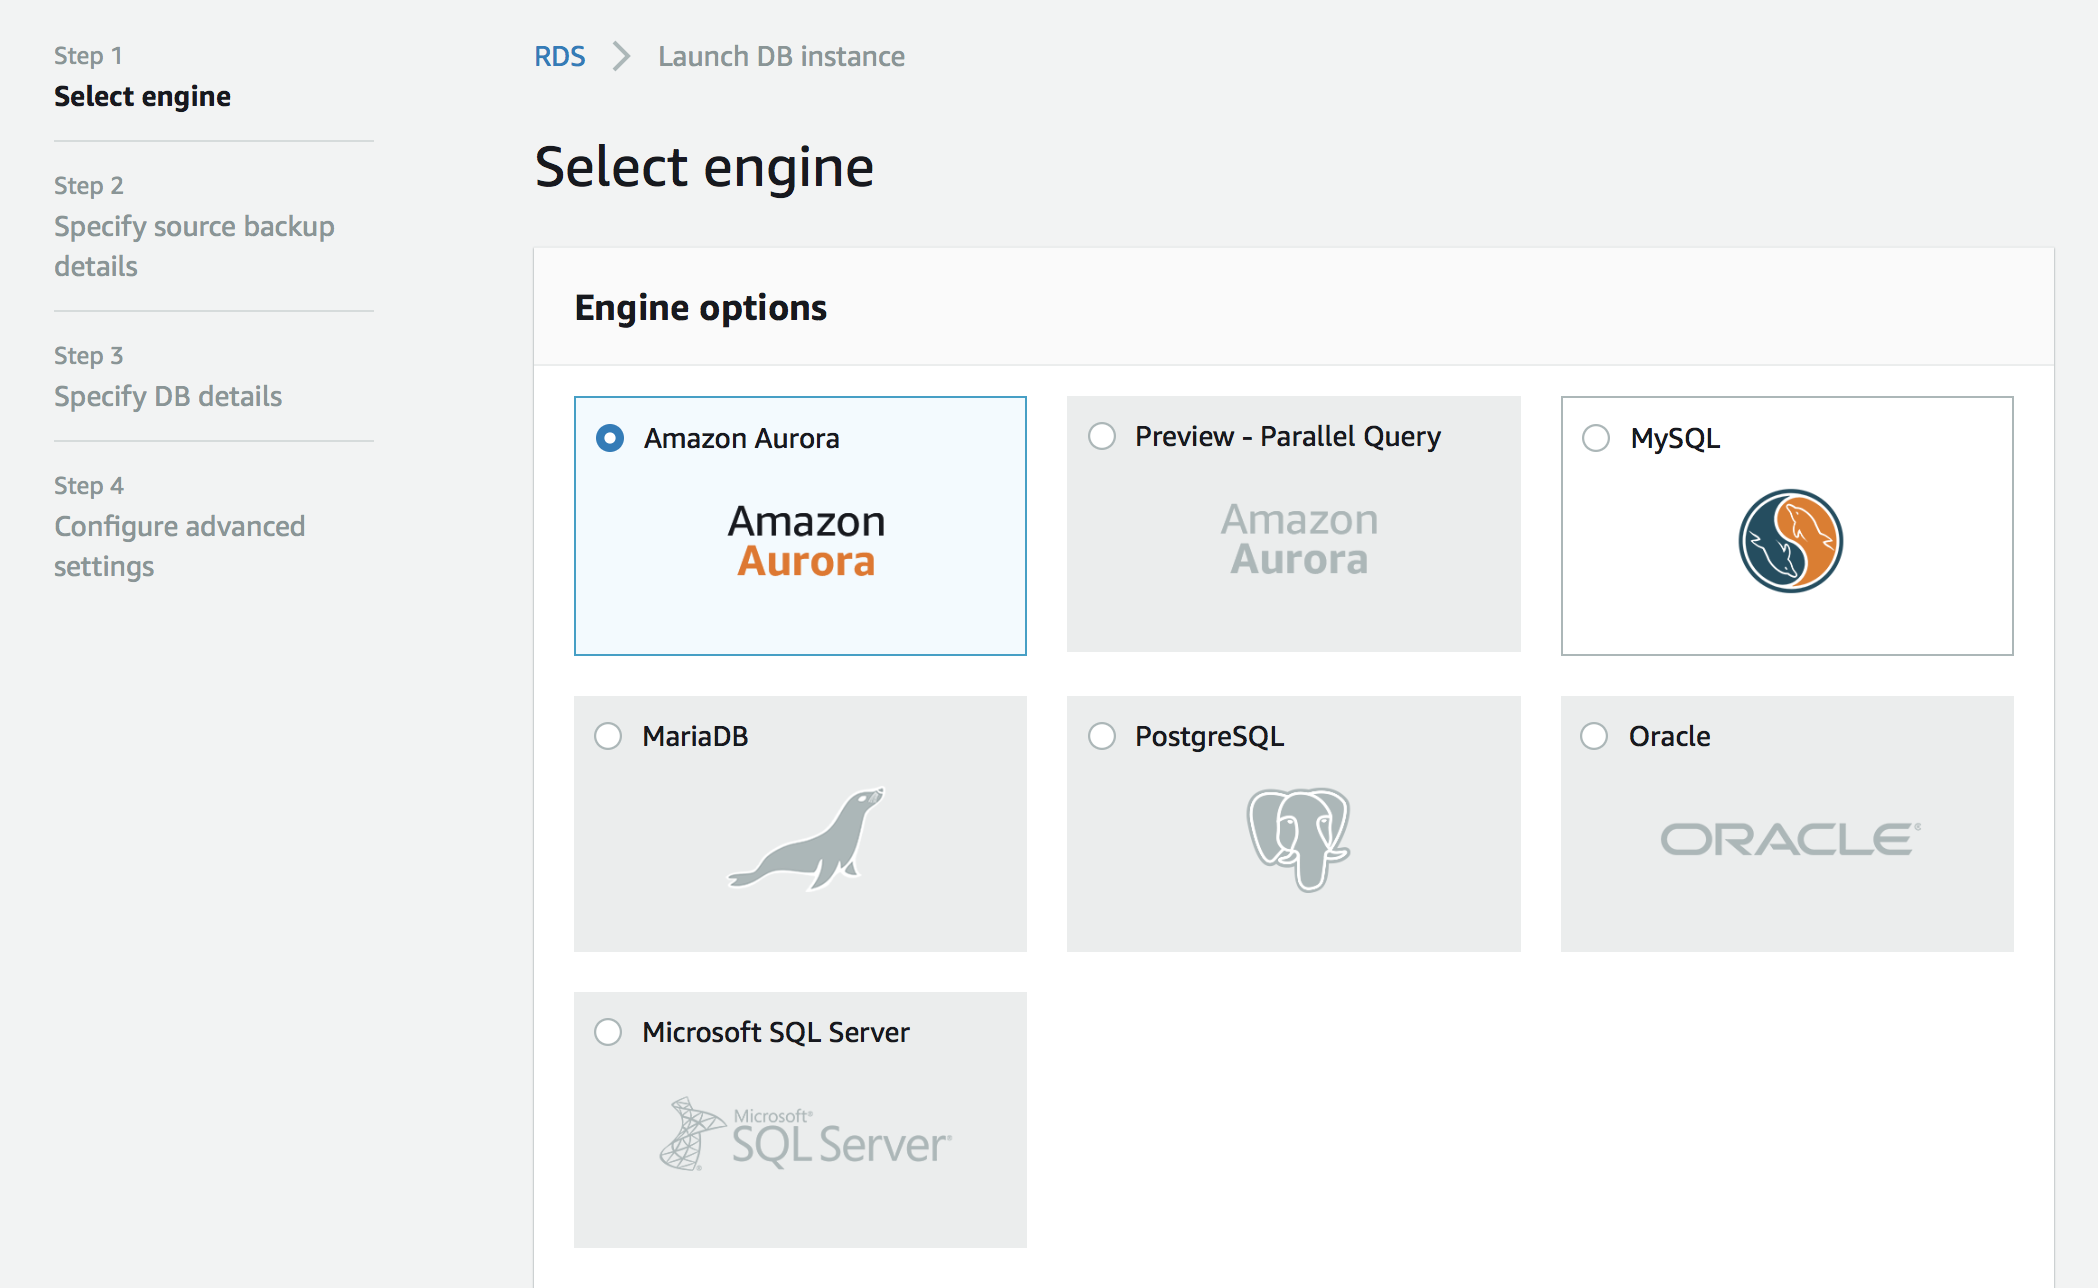 Step 1
Select engine
Step 2
Specify source backup
details
Step 3
Specify DB details
Step 4
Configure advanced
settings
RDS > Launch DB instance
Select engine
Engine options
Amazon Aurora
Amazon
Aurora
Preview - Parallel Query
Amazon
Aurora
MySQL
MariaDB
PostgreSQL
Oracle
ORACLE®
Microsoft SQL Server
Microsoft®
SQL Server®